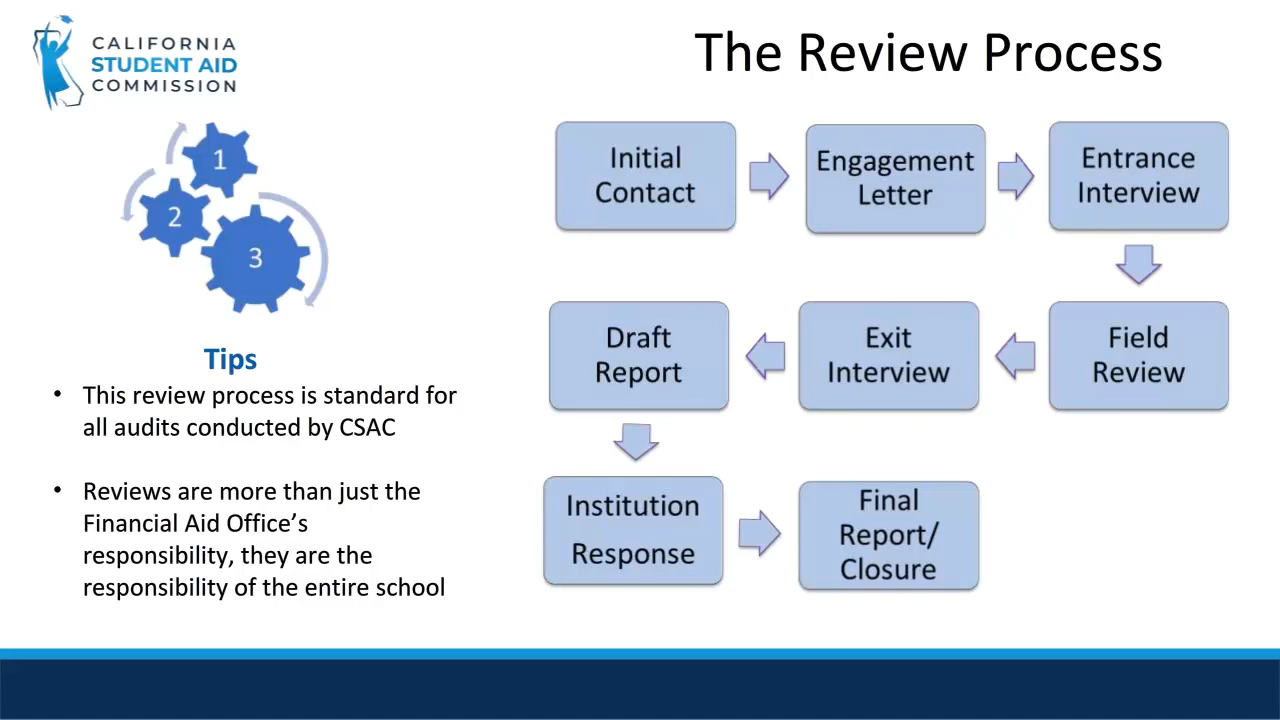 CALIFORNIA
STUDENT AID
COMMISSION
The Review Process
1
2
3
Tips
• This review process is standard for
all audits conducted by CSAC
• Reviews are more than just the
Financial Aid Office’s
responsibility, they are the
responsibility of the entire school
Initial
Contact
Engagement
Letter
Entrance
Interview
Field
Review
Exit
Interview
Draft
Report
Institution
Response
Final
Report/
Closure